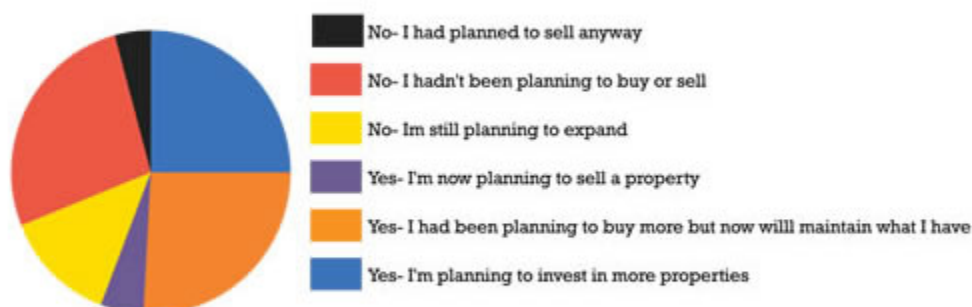 No- I had planned to sell anyway
No- I hadn't been planning to buy or sell
No- Im still planning to expand
Yes- I'm now planning to sell a property
Yes- I had been planning to buy more but now willl maintain what I have
Yes- I'm planning to invest in more properties